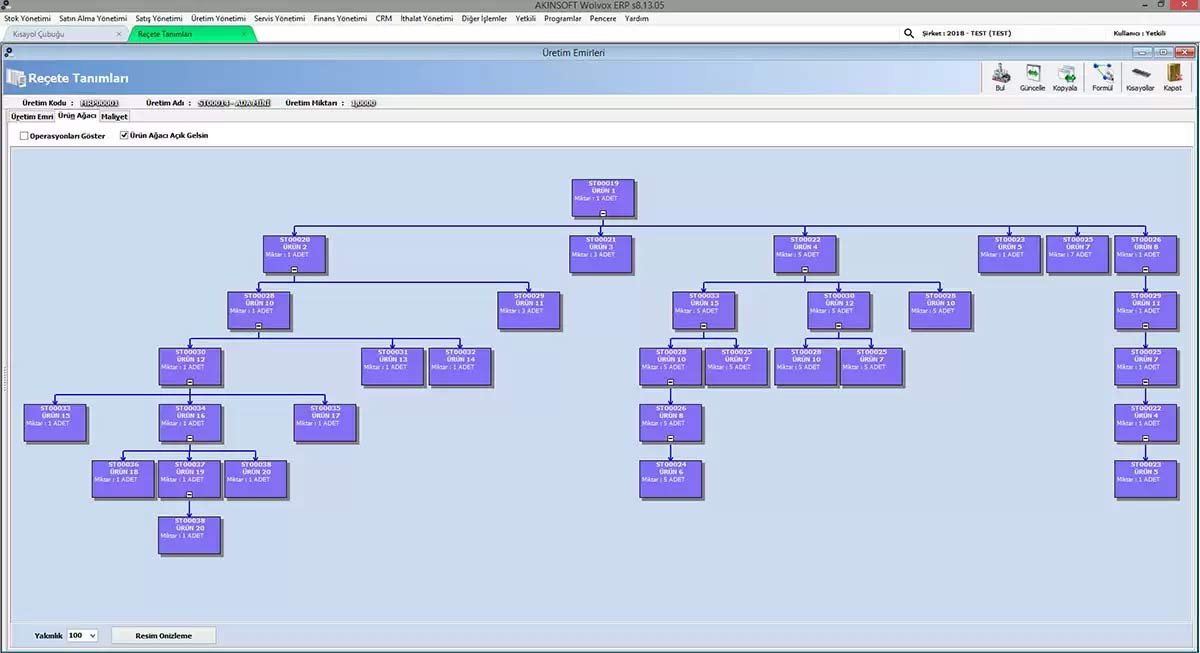 AKINSOFT Wolvox ERP s8.13.05
Stok Yönetimi Satın Alma Yönetimi Satış Yönetimi Üretim Yönetimi Servis Yönetimi Finans Yönetimi CRM İthalat Yönetimi Diğer İşlemler Yetkili Programlar Pencere Yardım
Kısayol Çubuğu Reçete Tanımları Şirket : 2018 - TEST (TEST) Kullanıcı : Yetkili
Üretim Emirleri
Reçete Tanımları
Bul Güncelle Kopyala Formül Kısayollar Kapat
Üretim Kodu : MRP00001 Üretim Adı : ST00014 - ADA MİNİ Üretim Miktarı : 1,0000
Üretim Emri Ürün Ağacı Maliyet
Operasyonları Göster Ürün Ağacı Açık Gelsin
ST00019
ÜRÜN 1
Miktar : 1 ADET
ST00020 ST00021 ST00022 ST00023 ST00025 ST00026
ÜRÜN 2 ÜRÜN 3 ÜRÜN 4 ÜRÜN 5 ÜRÜN 7 ÜRÜN 8
Miktar : 1 ADET Miktar : 3 ADET Miktar : 5 ADET Miktar : 1 ADET Miktar : 7 ADET Miktar : 1 ADET
ST00028 ST00029 ST00033 ST00030 ST00028 ST00029
ÜRÜN 10 ÜRÜN 11 ÜRÜN 15 ÜRÜN 12 ÜRÜN 10 ÜRÜN 11
Miktar : 1 ADET Miktar : 3 ADET Miktar : 5 ADET Miktar : 5 ADET Miktar : 5 ADET Miktar : 1 ADET
ST00030 ST00031 ST00032 ST00028 ST00025 ST00028 ST00025 ST00025
ÜRÜN 12 ÜRÜN 13 ÜRÜN 14 ÜRÜN 10 ÜRÜN 7 ÜRÜN 10 ÜRÜN 7 ÜRÜN 7
Miktar : 1 ADET Miktar : 1 ADET Miktar : 1 ADET Miktar : 5 ADET Miktar : 5 ADET Miktar : 5 ADET Miktar : 5 ADET Miktar : 1 ADET
ST00033 ST00034 ST00035 ST00026 ST00022
ÜRÜN 15 ÜRÜN 16 ÜRÜN 17 ÜRÜN 8 ÜRÜN 4
Miktar : 1 ADET Miktar : 1 ADET Miktar : 1 ADET Miktar : 5 ADET Miktar : 1 ADET
ST00036 ST00037 ST00038 ST00024 ST00023
ÜRÜN 18 ÜRÜN 19 ÜRÜN 20 ÜRÜN 6 ÜRÜN 5
Miktar : 1 ADET Miktar : 1 ADET Miktar : 1 ADET Miktar : 5 ADET Miktar : 1 ADET
ST00038
ÜRÜN 20
Miktar : 1 ADET
Yakınlık 100 Resim Önizleme